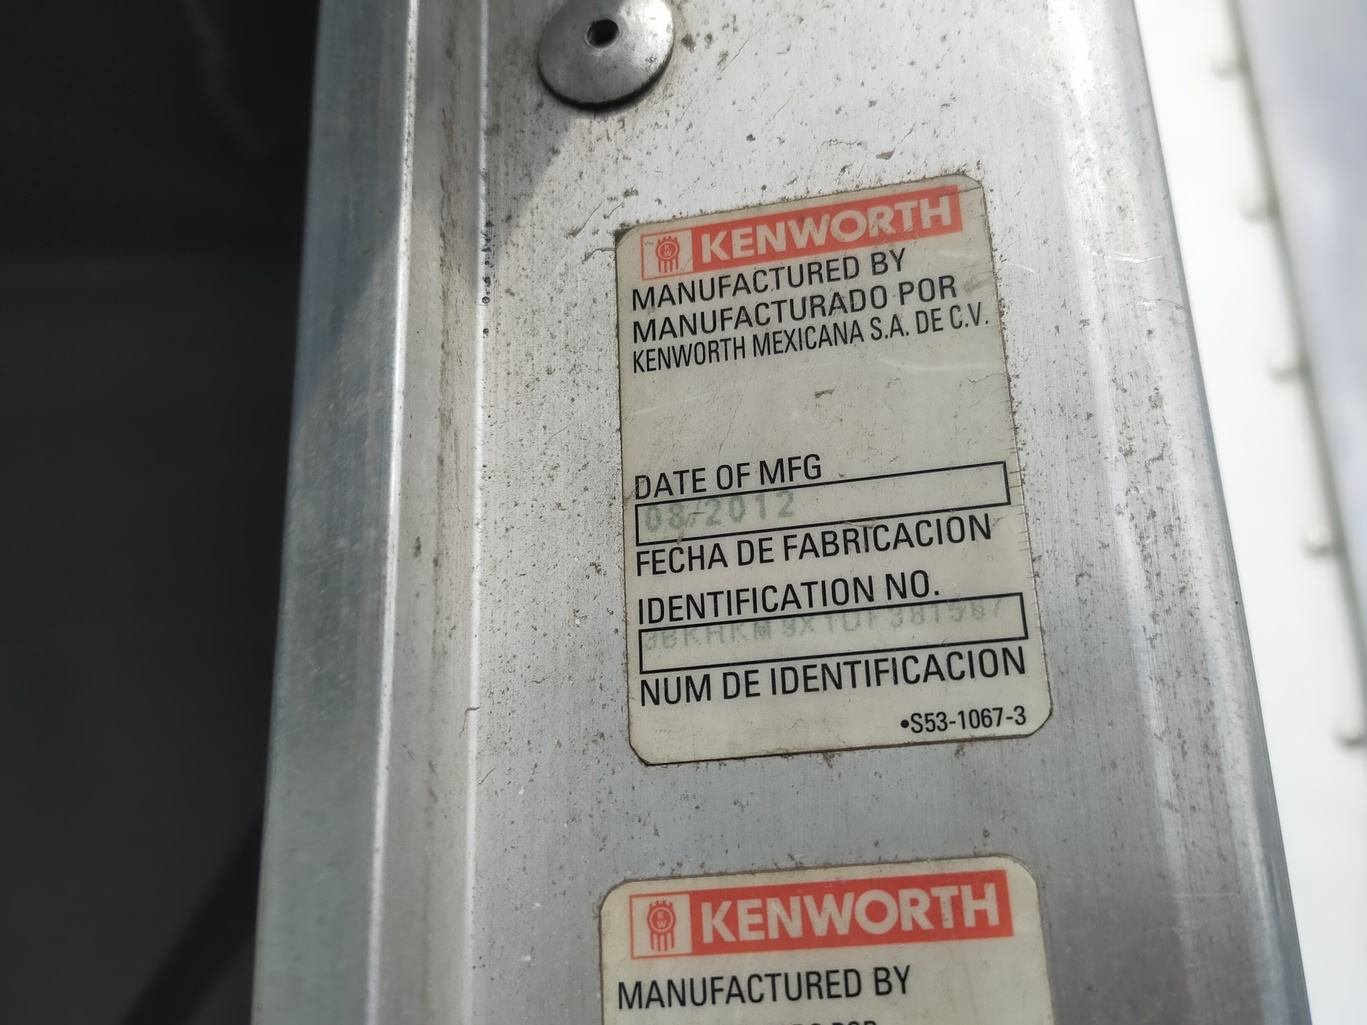 KENWORTH
MANUFACTURED BY
MANUFACTURADO POR
KENWORTH MEXICANA S.A. DE C.V.
DATE OF MFG
08/2012
FECHA DE FABRICACION
IDENTIFICATION NO.
NUM DE IDENTIFICACION
•S53-1067-3
KENWORTH
MANUFACTURED BY